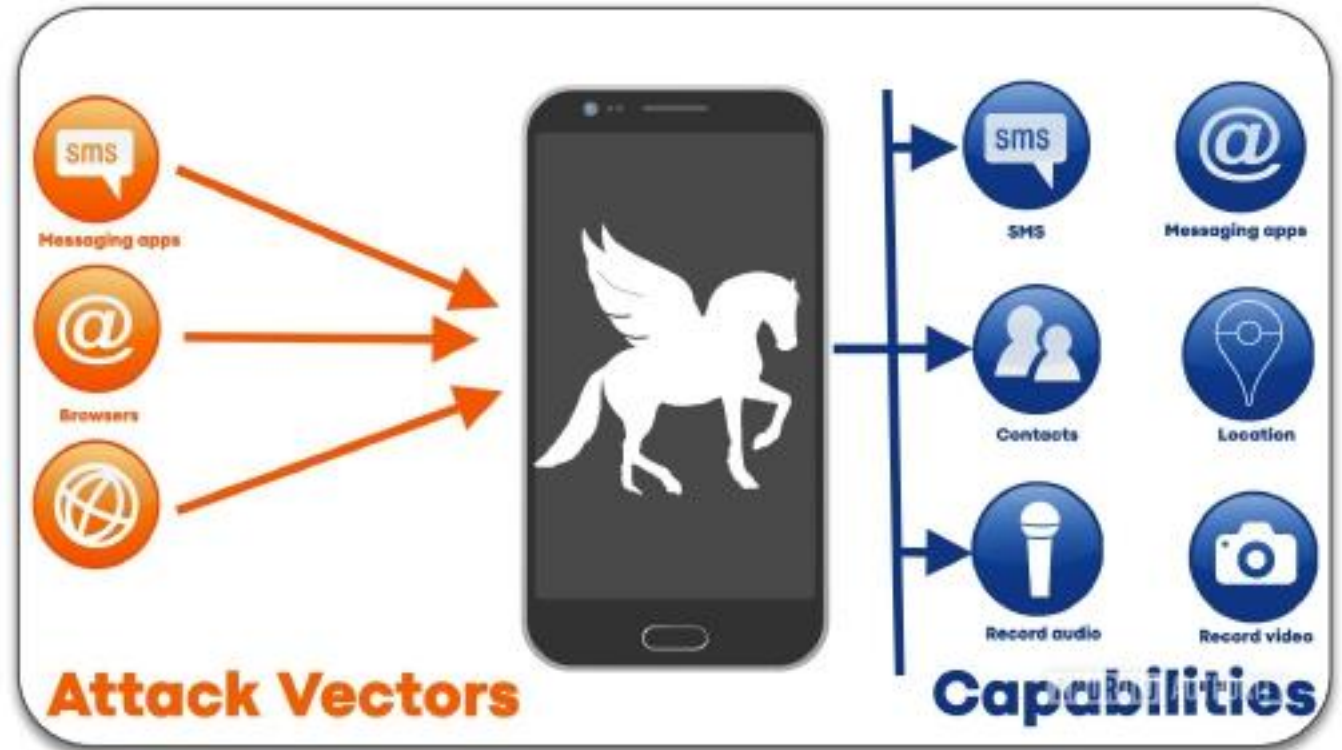 sms
Messaging apps
@
Browsers
Attack Vectors
sms
SMS
@
Messaging apps
Contacts
Location
Record audio
Record video
Capabilities